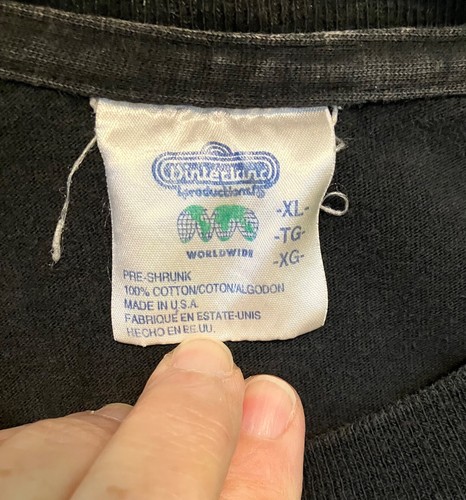 Winterland
Productions
WORLDWIDE
-XL-
-TG-
-XG-
PRE-SHRUNK
100% COTTON/COTON/ALGODON
MADE IN U.S.A.
FABRIQUE EN ESTATE-UNIS
HECHO EN EE.UU.